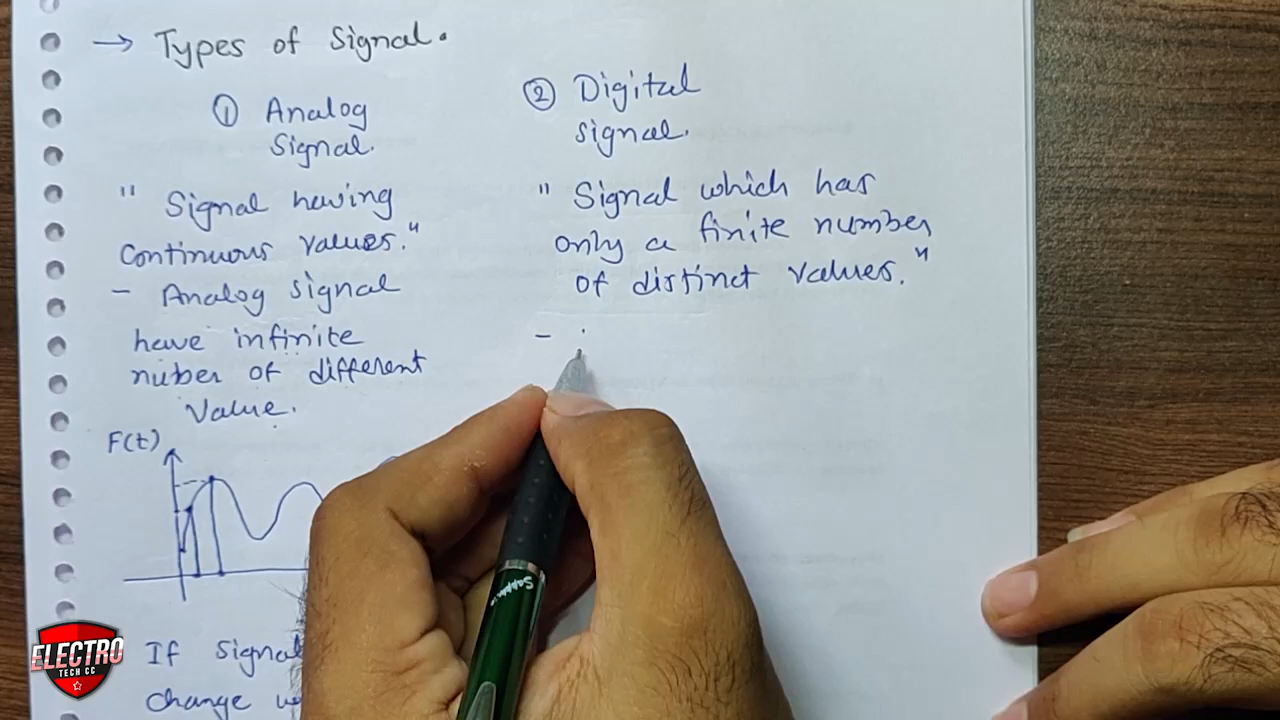 → Types of Signal.
① Analog
Signal.
" Signal having
Continuous values."
- Analog signal
have infinite
nuber of different
Value.
F(t)
If Signal
change
② Digital
signal.
" Signal which has
only a finite number
of distinct values."
-
ELECTRO
TECH CC